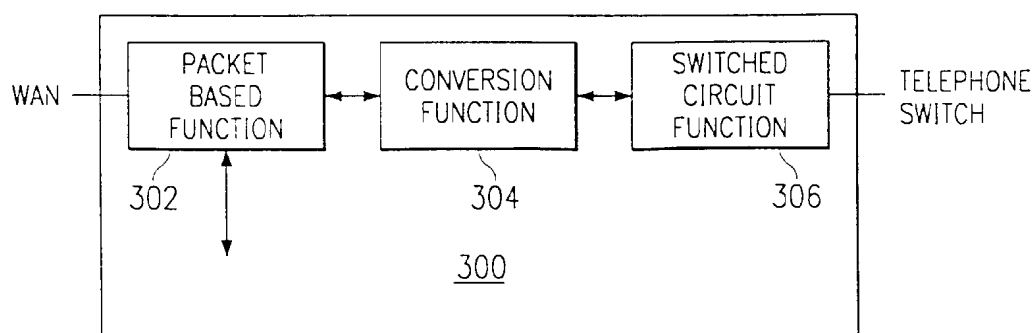 WAN
PACKET
BASED
FUNCTION
CONVERSION
FUNCTION
SWITCHED
CIRCUIT
FUNCTION
TELEPHONE
SWITCH
302
304
306
300